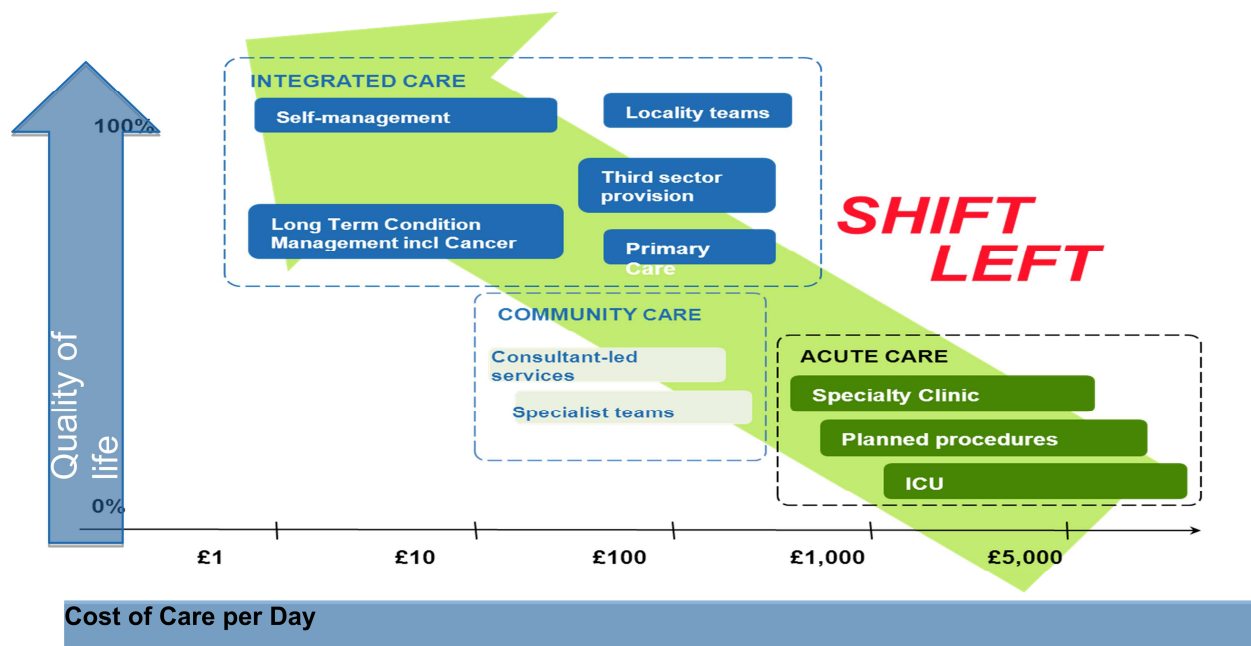 100%
INTEGRATED CARE
Self-management
Locality teams
Third sector
provision
Long Term Condition
Management incl Cancer
Primary
Care
SHIFT
LEFT
COMMUNITY CARE
Consultant-led
services
Specialist teams
ACUTE CARE
Specialty Clinic
Planned procedures
ICU
Quality of
life
0%
£1
£10
£100
£1,000
£5,000
Cost of Care per Day